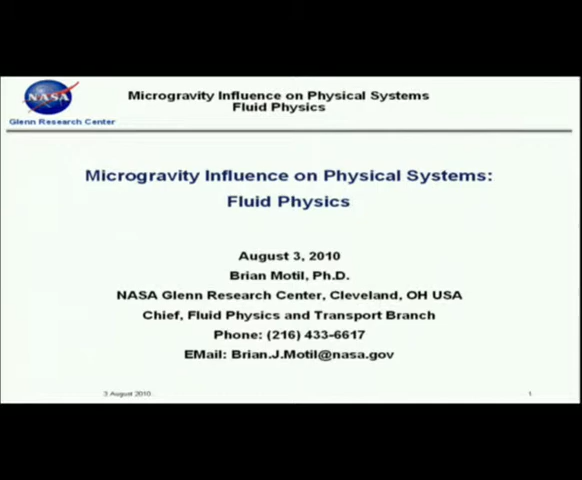 NASA
Glenn Research Center
Microgravity Influence on Physical Systems
Fluid Physics
Microgravity Influence on Physical Systems:
Fluid Physics
August 3, 2010
Brian Motil, Ph.D.
NASA Glenn Research Center, Cleveland, OH USA
Chief, Fluid Physics and Transport Branch
Phone: (216) 433-6617
EMail: Brian.J.Motil@nasa.gov
3 August 2010
1